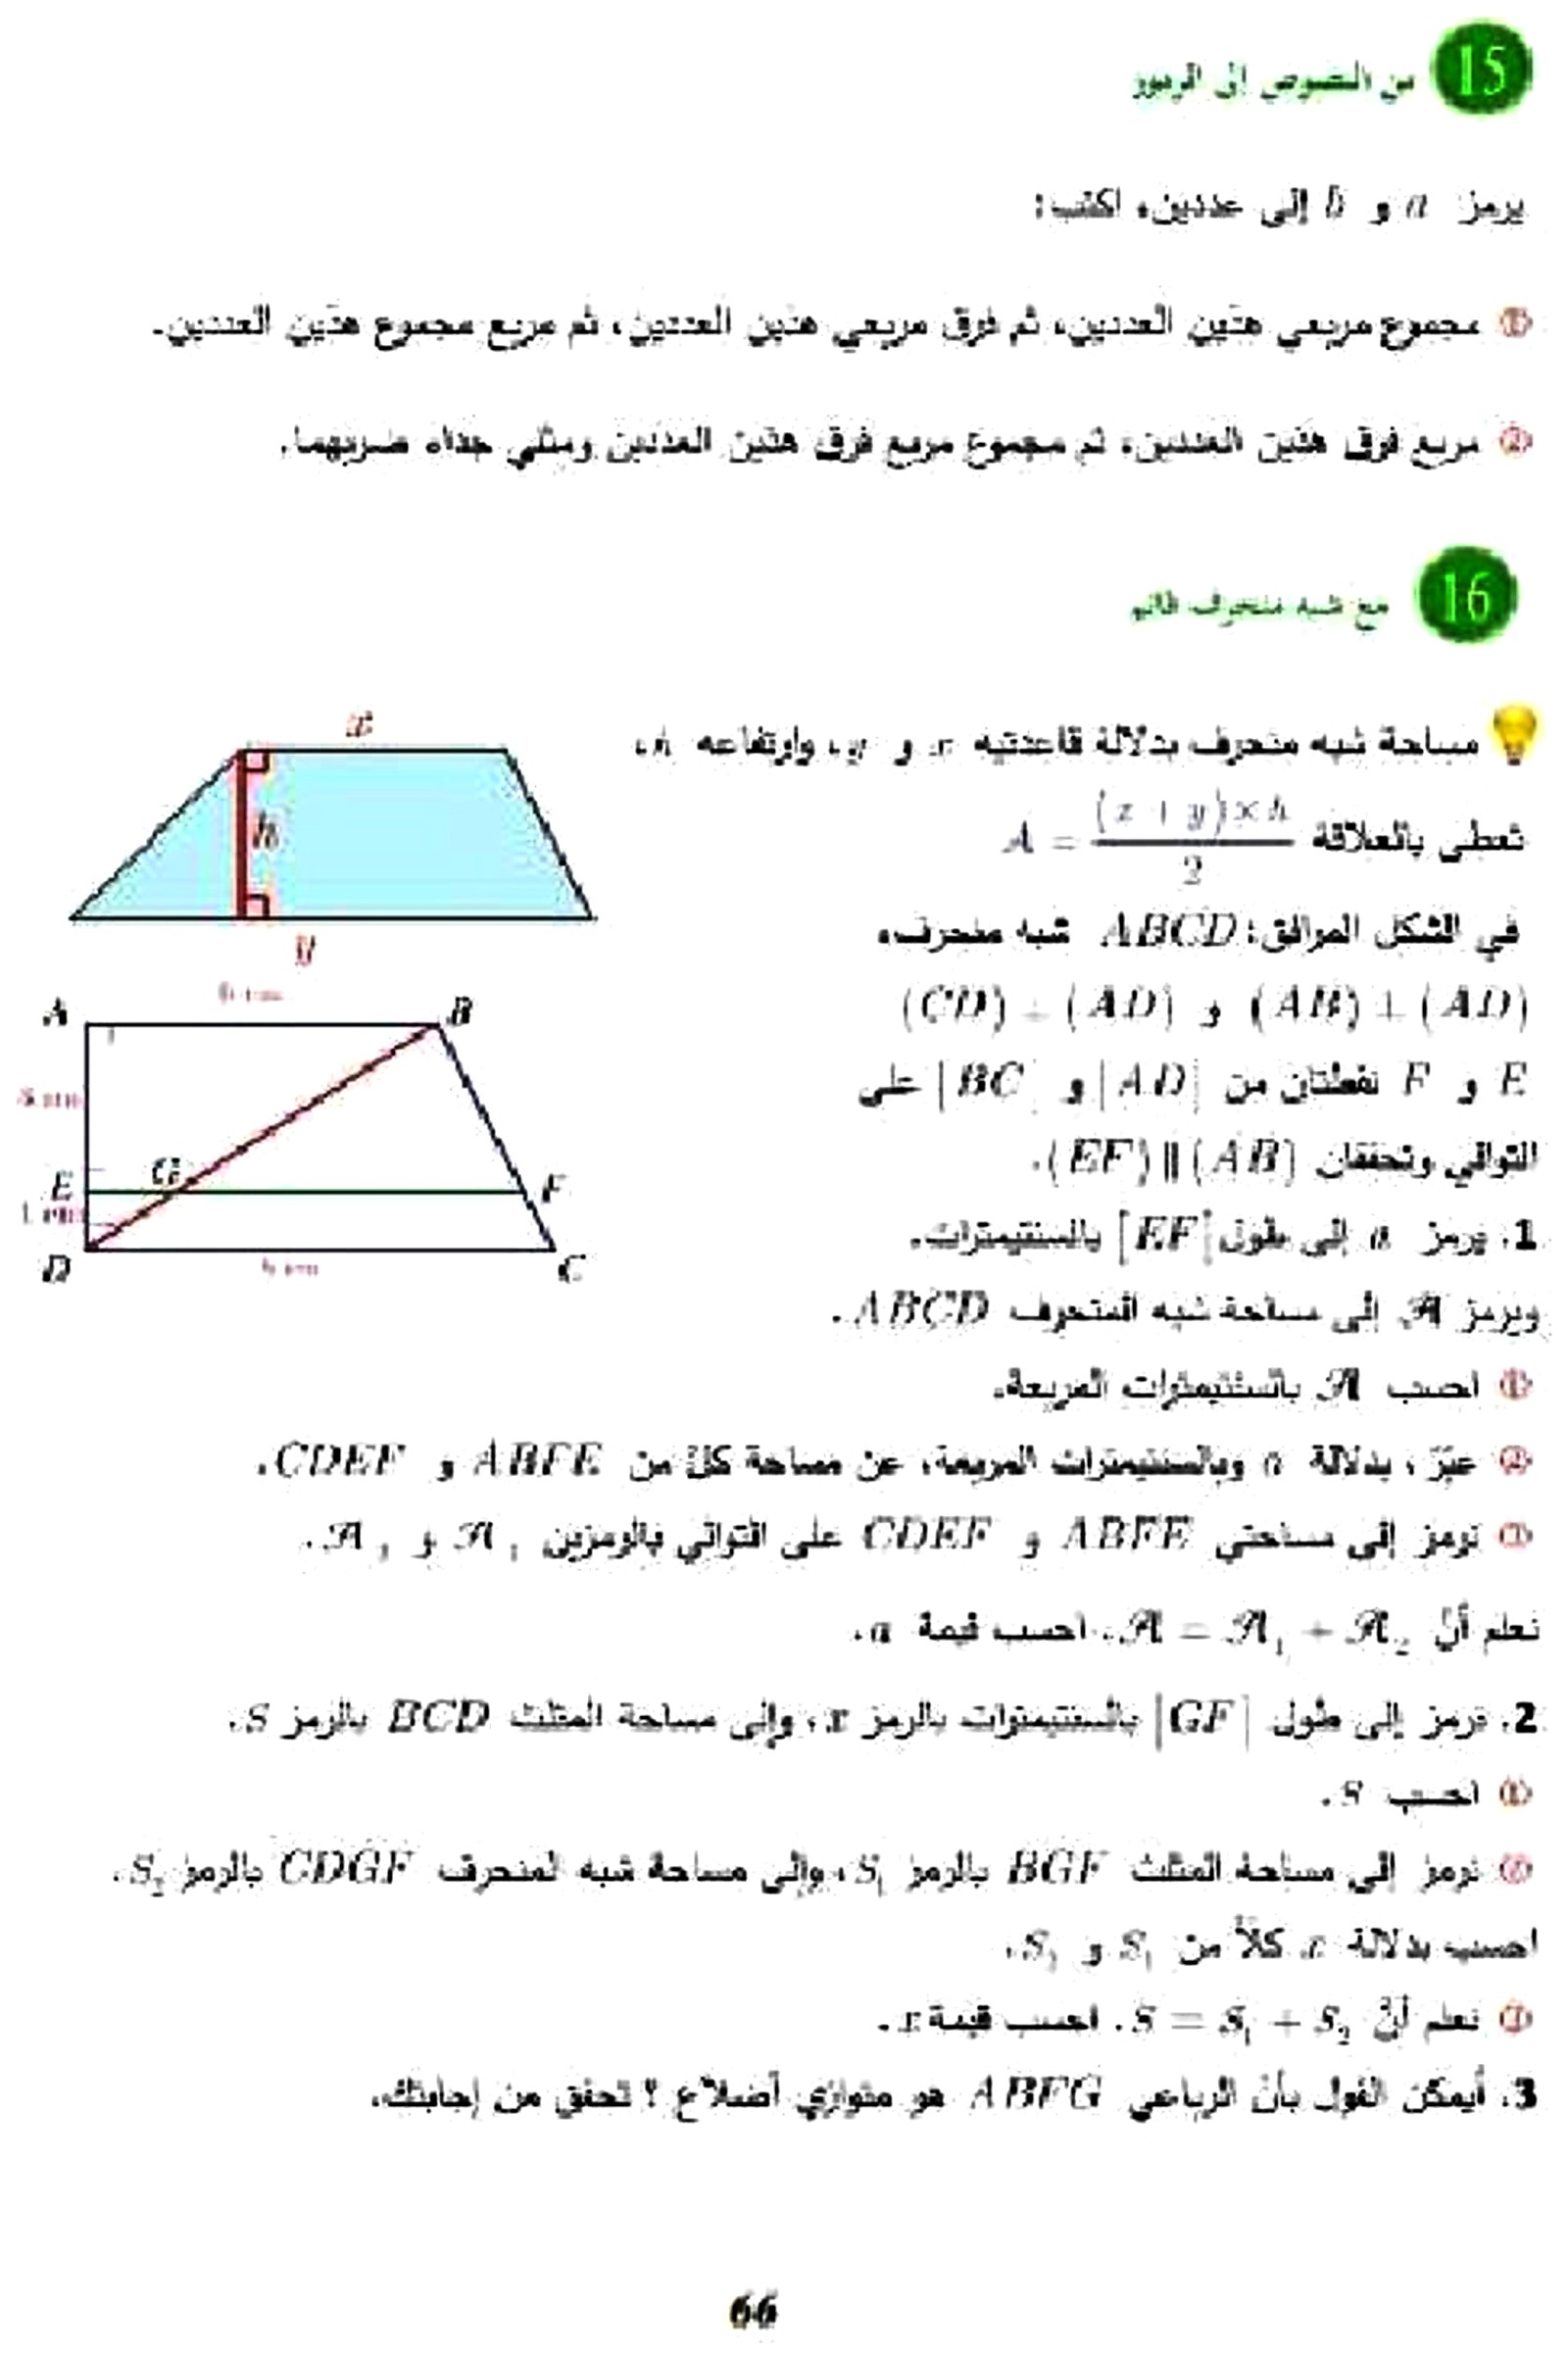 15 من النصوص إلى الرموز
يرمز a و b إلى عددين، اكتب:
① مجموع مربعي هذين العددين، ثم فرق مربعي هذين العددين، ثم مربع مجموع هذين العددين.
② مربع فرق هذين العددين، ثم مجموع مربع فرق هذين العددين ومثلي جداء ضربهما.
16 مع شبه منحرف قائم
مساحة شبه منحرف بدلالة قاعدتيه x و y، وارتفاعه h،
تعطى بالعلاقة A = (x + y) × h / 2
x
h
y
في الشكل المرافق: ABCD شبه منحرف،
(AD) ⊥ (AB) و (AD) ⊥ (CD)
E و F نقطتان من [AD] و [BC] على
التوالي وتحققان (AB) ∥ (EF).
A
B
E
G
F
D
C
1. يرمز a إلى طول [EF] بالسنتيمترات.
ويرمز 𝒜 إلى مساحة شبه المنحرف ABCD.
① احسب 𝒜 بالسنتيمترات المربعة.
② عبّر، بدلالة a وبالسنتيمترات المربعة، عن مساحة كلّ من ABFE و CDEF.
③ نرمز إلى مساحتي ABFE و CDEF على التوالي بالرمزين 𝒜₁ و 𝒜₂.
نعلم أنّ 𝒜 = 𝒜₁ + 𝒜₂. احسب قيمة a.
2. نرمز إلى طول [GF] بالسنتيمترات بالرمز x، وإلى مساحة المثلث BCD بالرمز S.
① احسب S.
② نرمز إلى مساحة المثلث BGF بالرمز S₁، وإلى مساحة شبه المنحرف CDGF بالرمز S₂.
احسب بدلالة x كلاً من S₁ و S₂.
③ نعلم أنّ S = S₁ + S₂. احسب قيمة x.
3. أيمكن القول بأن الرباعي ABFG هو متوازي أضلاع؟ تحقق من إجابتك.
66